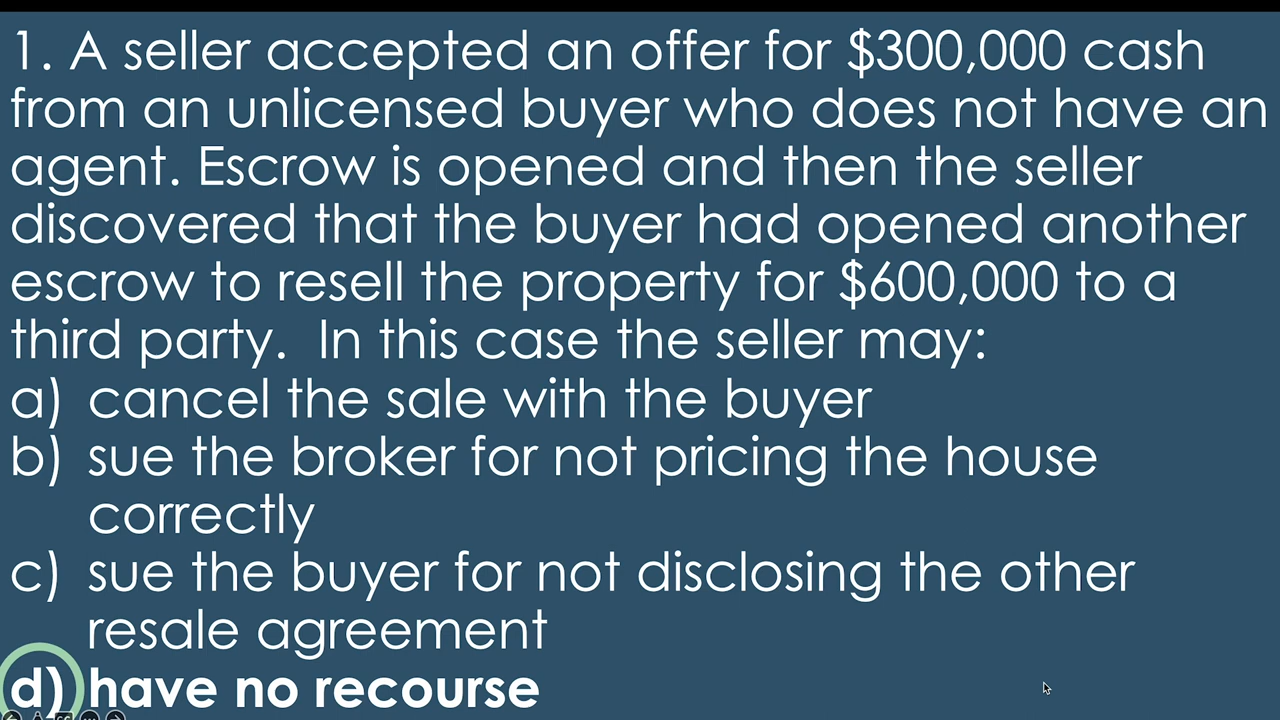 1. A seller accepted an offer for $300,000 cash
from an unlicensed buyer who does not have an
agent. Escrow is opened and then the seller
discovered that the buyer had opened another
escrow to resell the property for $600,000 to a
third party.  In this case the seller may:
a) cancel the sale with the buyer
b) sue the broker for not pricing the house
correctly
c) sue the buyer for not disclosing the other
resale agreement
d) have no recourse